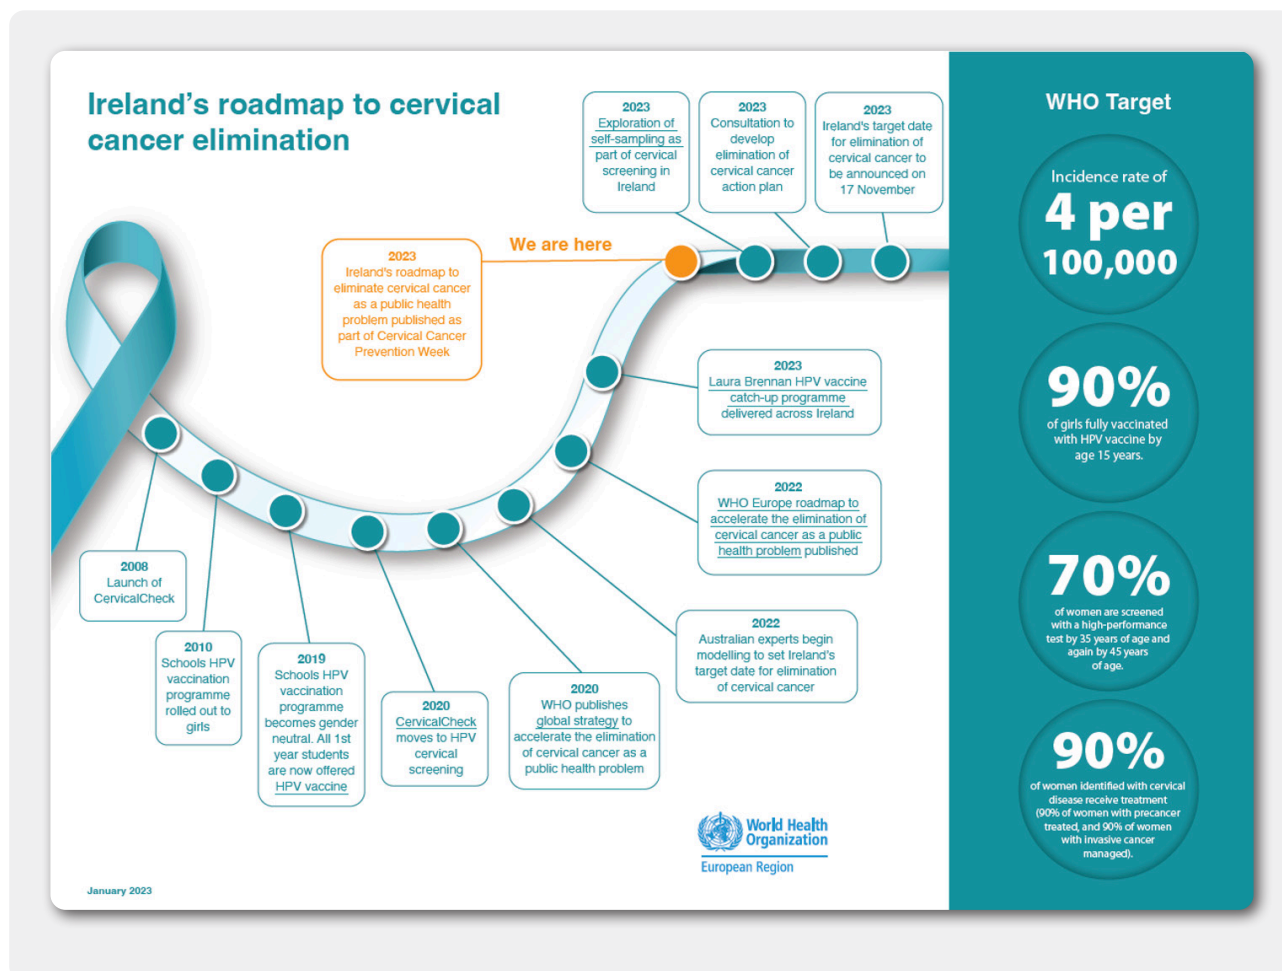 Ireland's roadmap to cervical
cancer elimination
2008
Launch of
CervicalCheck
2010
Schools HPV
vaccination
programme
rolled out to
girls
2019
Schools HPV
vaccination
programme
becomes gender
neutral. All 1st
year students
are now offered
HPV vaccine
2020
CervicalCheck
moves to HPV
cervical
screening
2020
WHO publishes
global strategy to
accelerate the elimination
of cervical cancer as a
public health problem
2022
Australian experts begin
modelling to set Ireland's
target date for elimination
of cervical cancer
2022
WHO Europe roadmap to
accelerate the elimination of
cervical cancer as a public
health problem published
2023
Laura Brennan HPV vaccine
catch-up programme
delivered across Ireland
We are here
2023
Ireland's roadmap to
eliminate cervical cancer
as a public health
problem published as
part of Cervical Cancer
Prevention Week
2023
Exploration of
self-sampling as
part of cervical
screening in
Ireland
2023
Consultation to
develop
elimination of
cervical cancer
action plan
2023
Ireland's target date
for elimination of
cervical cancer to
be announced on
17 November
WHO Target
Incidence rate of
4 per
100,000
90%
of girls fully vaccinated
with HPV vaccine by
age 15 years.
70%
of women are screened
with a high-performance
test by 35 years of age and
again by 45 years
of age.
90%
of women identified with cervical
disease receive treatment
(90% of women with precancer
treated, and 90% of women
with invasive cancer
managed).
World Health
Organization
European Region
January 2023